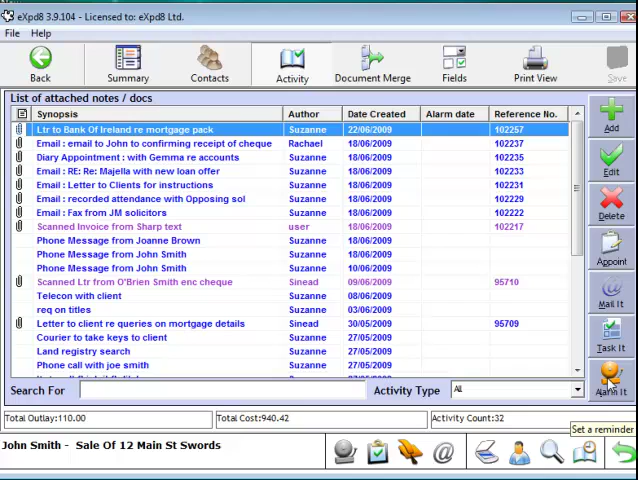 eXpd8 3.9.104 - Licensed to: eXpd8 Ltd.
File Help
Back Summary Contacts Activity Document Merge Fields Print View Save
List of attached notes / docs
Synopsis Author Date Created Alarm date Reference No.
Ltr to Bank Of Ireland re mortgage pack Suzanne 22/06/2009 102257
Email : email to John to confirming receipt of cheque Rachael 18/06/2009 102237
Diary Appointment : with Gemma re accounts Suzanne 18/06/2009 102235
Email : RE: Re: Majella with new loan offer Suzanne 18/06/2009 102233
Email : Letter to Clients for instructions Suzanne 18/06/2009 102231
Email : recorded attendance with Opposing sol Suzanne 18/06/2009 102229
Email : Fax from JM solicitors Suzanne 18/06/2009 102222
Scanned Invoice from Sharp text user 18/06/2009 102217
Phone Message from Joanne Brown Suzanne 18/06/2009
Phone Message from John Smith Suzanne 18/06/2009
Phone Message from John Smith Suzanne 10/06/2009
Scanned Ltr from O'Brien Smith enc cheque Sinead 09/06/2009 95710
Telecon with client Suzanne 08/06/2009
req on titles Suzanne 03/06/2009
Letter to client re queries on mortgage details Sinead 30/05/2009 95709
Courier to take keys to client Suzanne 27/05/2009
Land registry search Suzanne 27/05/2009
Phone call with joe smith Suzanne 27/05/2009
Add
Edit
Delete
Appoint
Mail It
Task It
Alarm It
Search For Activity Type All
Total Outlay:110.00 Total Cost:940.42 Activity Count:32
Set a reminder
John Smith - Sale Of 12 Main St Swords